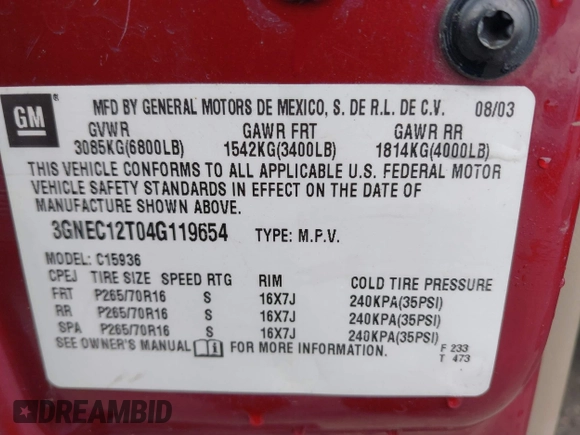 GM ®
MFD BY GENERAL MOTORS DE MEXICO, S. DE R.L. DE C.V. 08/03
GVWR GAWR FRT GAWR RR
3085KG(6800LB) 1542KG(3400LB) 1814KG(4000LB)
THIS VEHICLE CONFORMS TO ALL APPLICABLE U.S. FEDERAL MOTOR
VEHICLE SAFETY STANDARDS IN EFFECT ON THE DATE OF
MANUFACTURE SHOWN ABOVE.
3GNEC12T04G119654 TYPE: M.P.V.
MODEL: C15936
CPEJ TIRE SIZE SPEED RTG RIM COLD TIRE PRESSURE
FRT P265/70R16 S 16X7J 240KPA(35PSI)
RR P265/70R16 S 16X7J 240KPA(35PSI)
SPA P265/70R16 S 16X7J 240KPA(35PSI)
SEE OWNER'S MANUAL FOR MORE INFORMATION.
F 233
T 473
DREAMBID